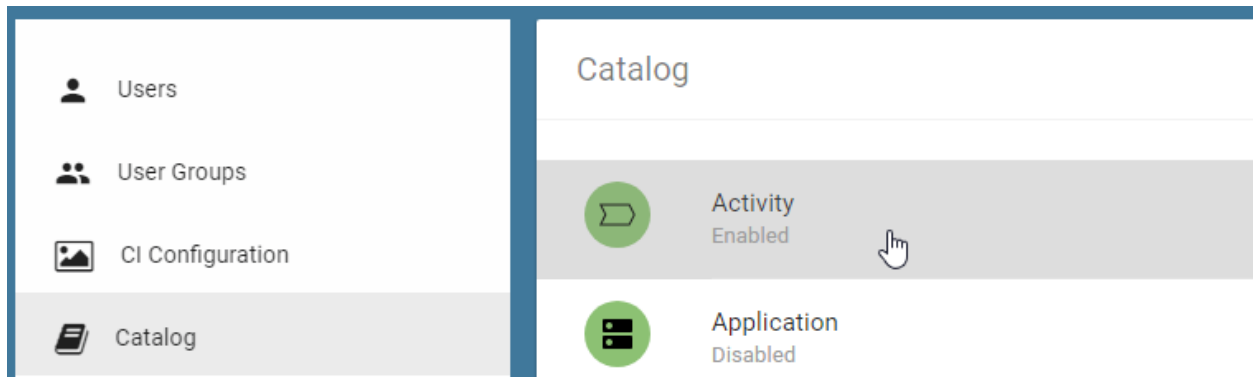 Users
User Groups
CI Configuration
Catalog
Catalog
Activity
Enabled
Application
Disabled